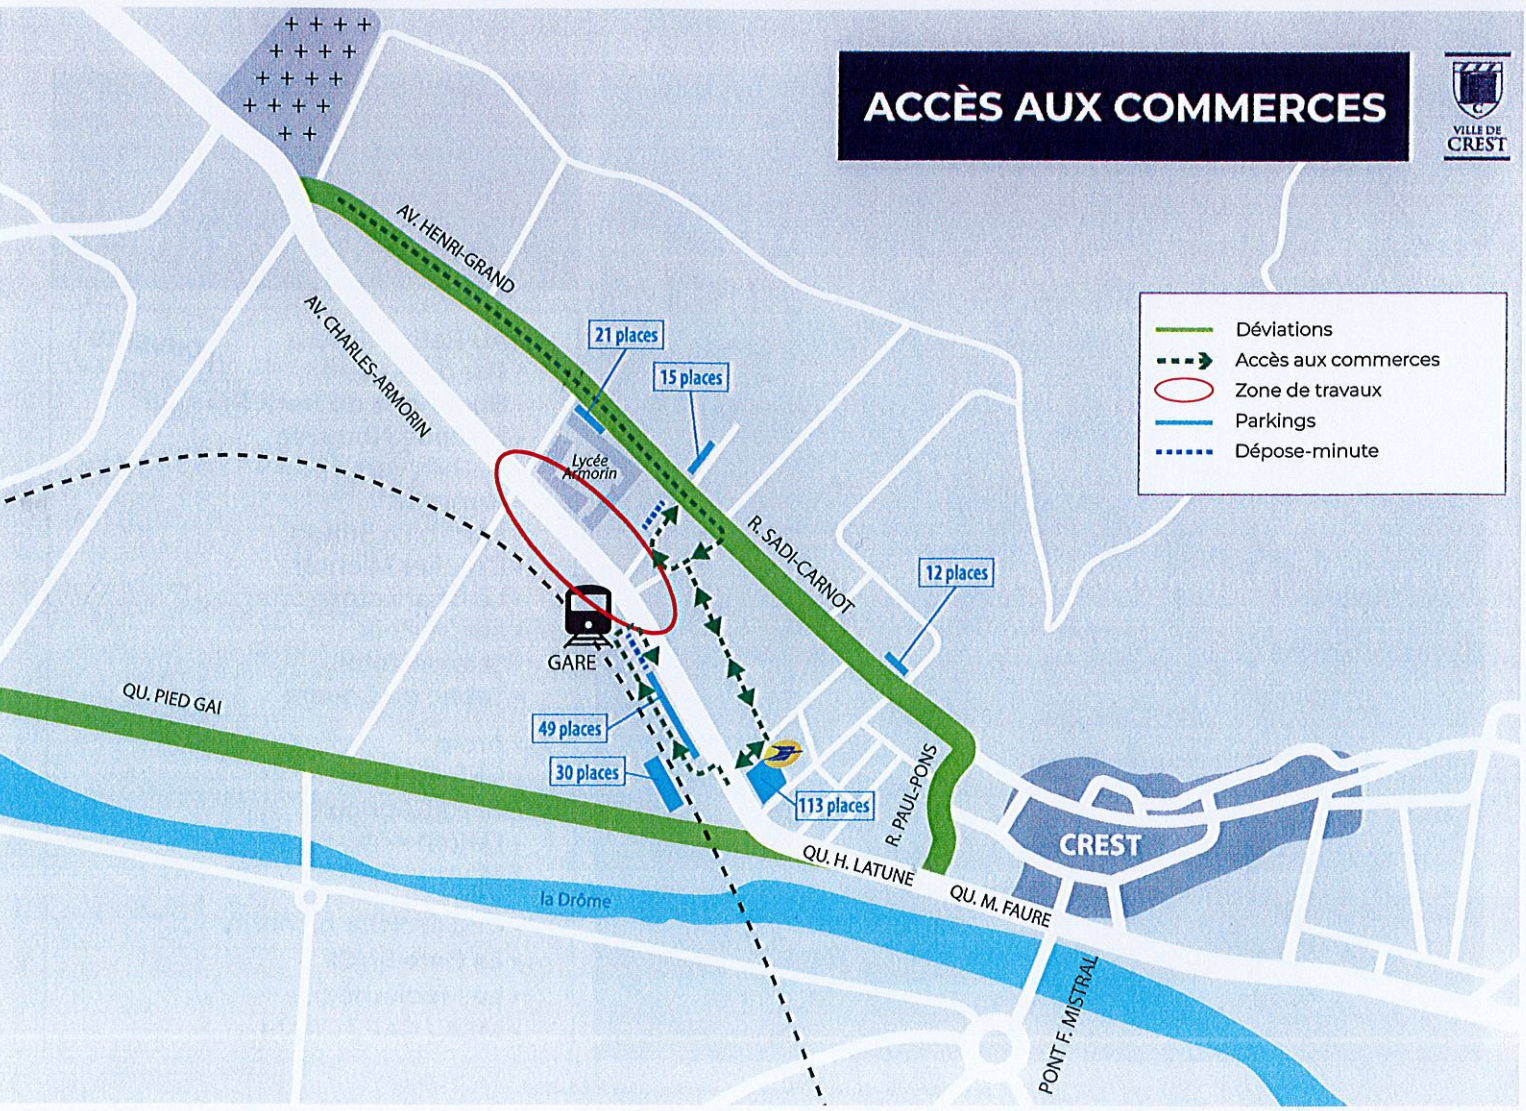 ACCÈS AUX COMMERCES
VILLE DE
CREST
AV. HENRI-GRAND
AV. CHARLES-ARMORIN
21 places
15 places
Déviations
Accès aux commerces
Zone de travaux
Parkings
Dépose-minute
Lycée
Armorin
R. SADI-CARNOT
12 places
GARE
QU. PIED GAI
49 places
30 places
113 places
R. PAUL-PONS
CREST
QU. H. LATUNE
QU. M. FAURE
la Drôme
PONT F. MISTRAL